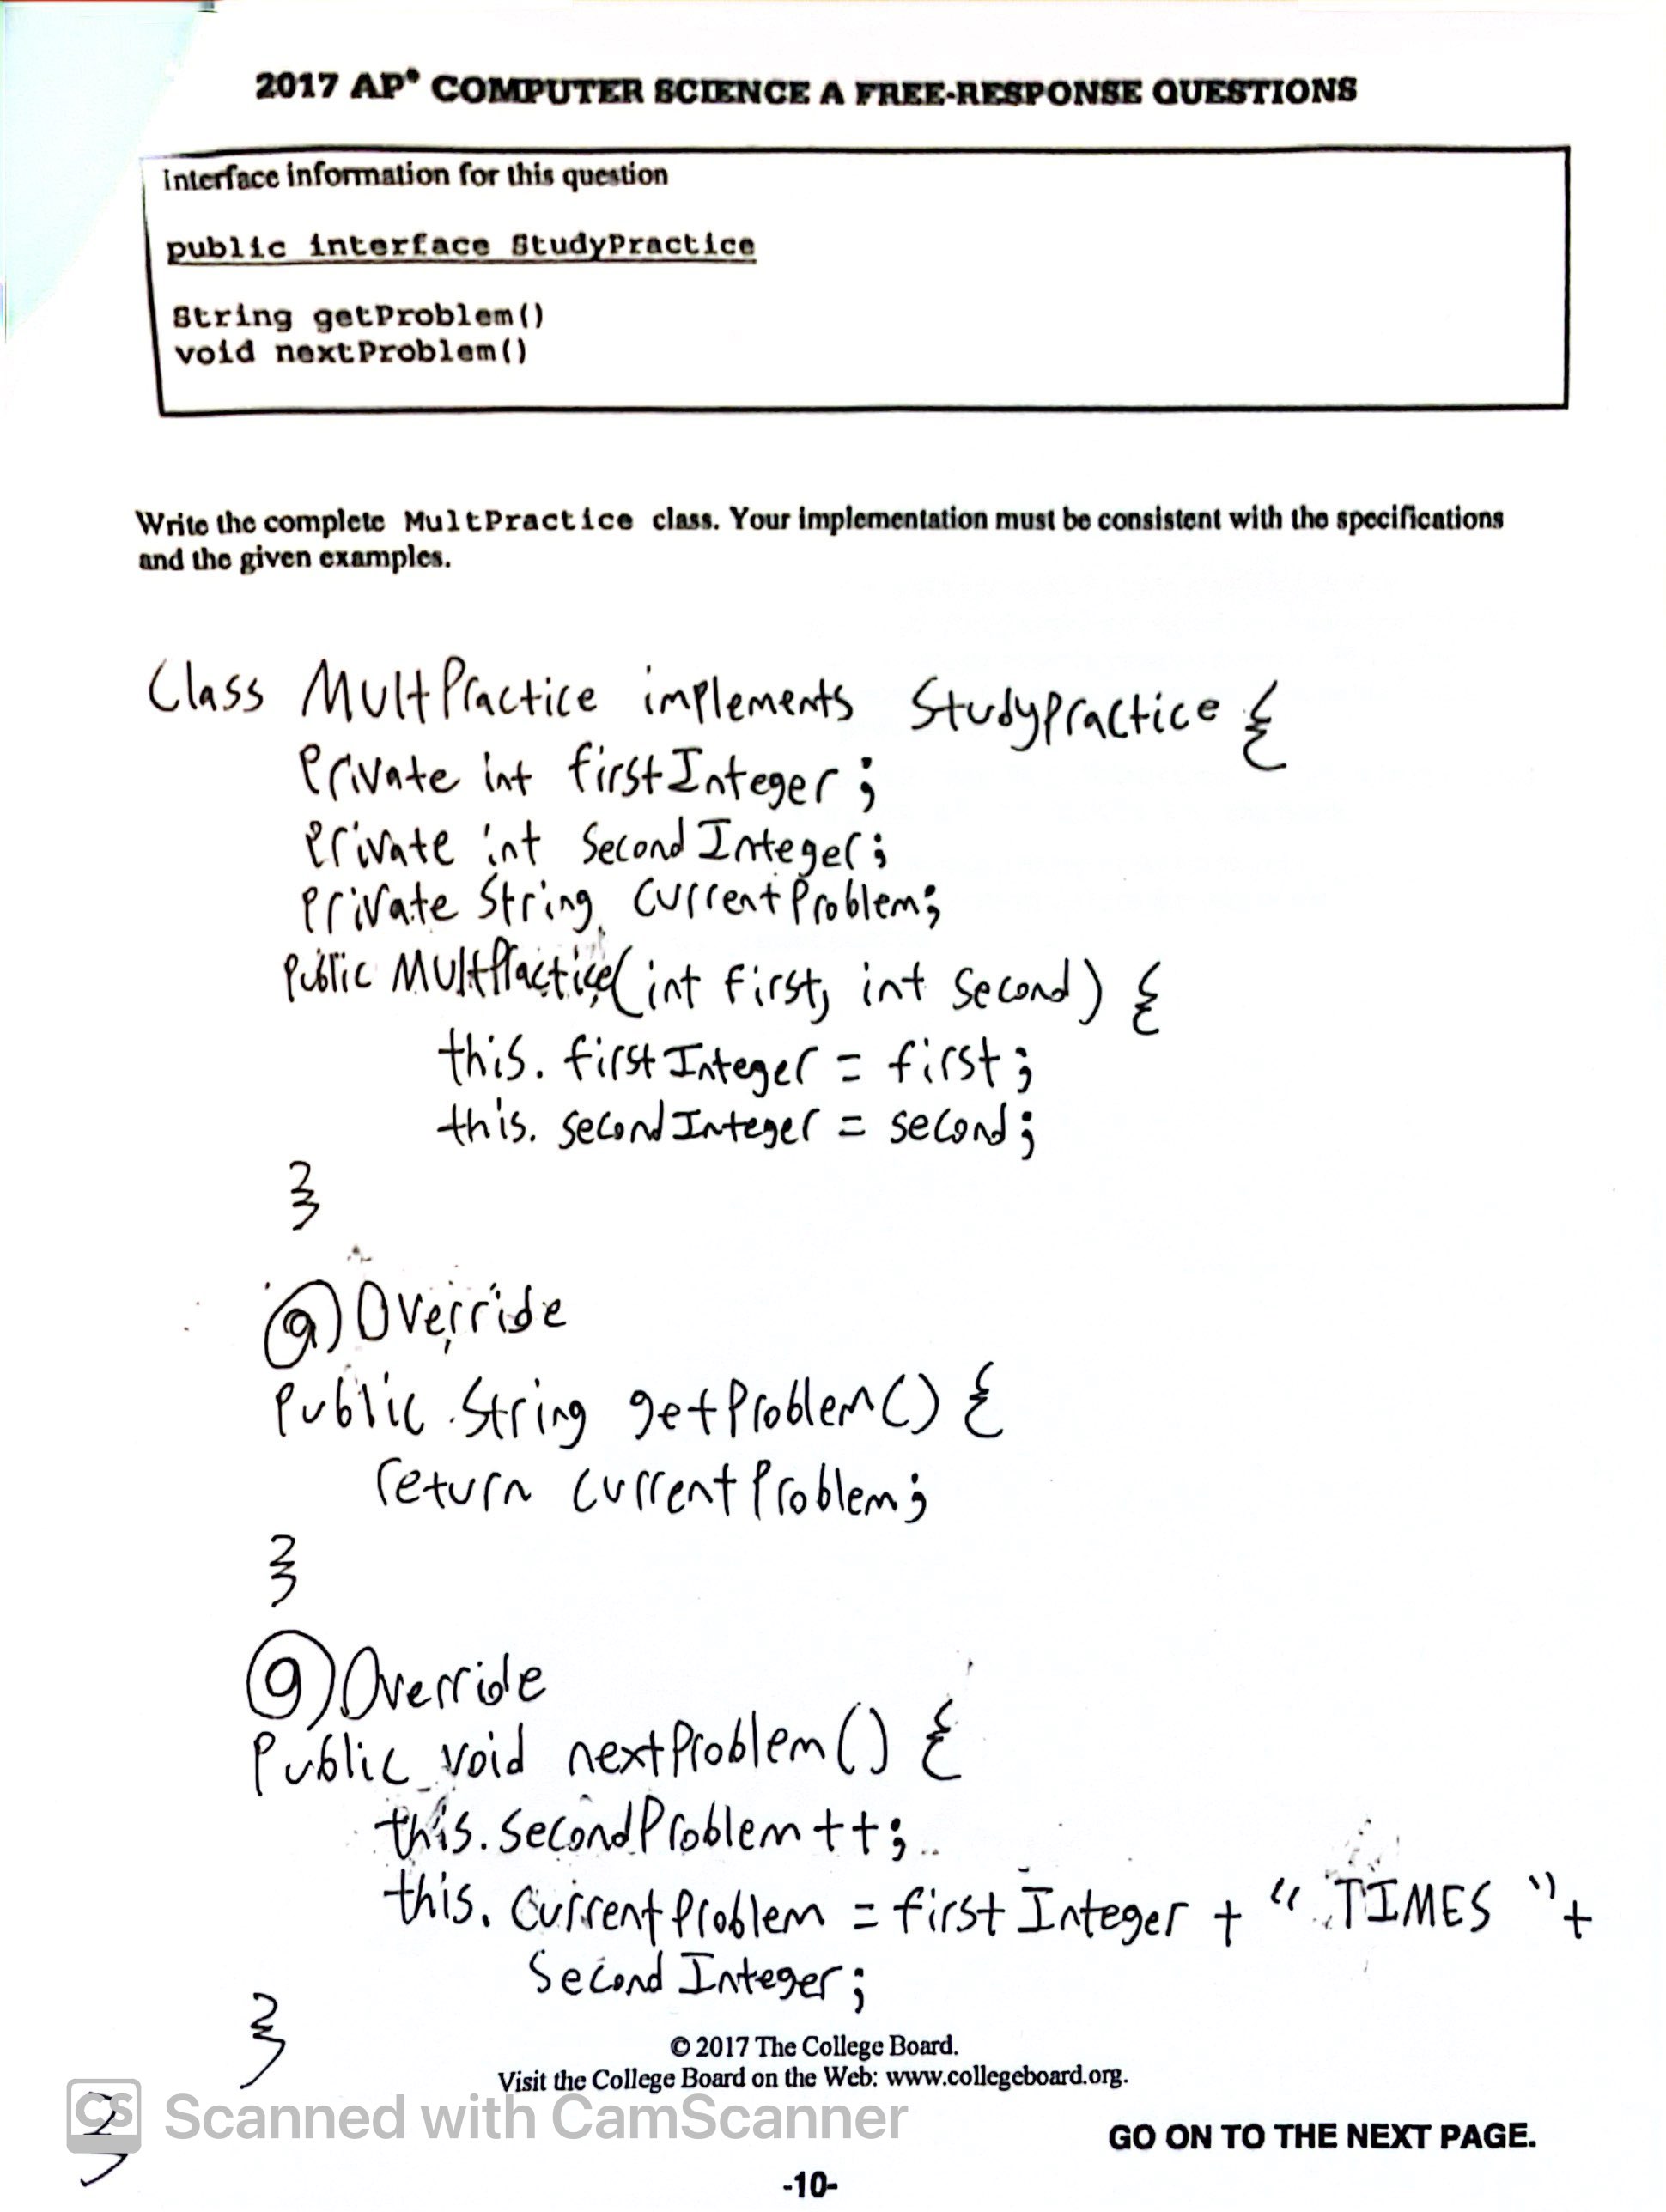 2017 AP® COMPUTER SCIENCE A FREE-RESPONSE QUESTIONS
Interface information for this question
public interface StudyPractice
String getProblem()
void nextProblem()
Write the complete MultPractice class. Your implementation must be consistent with the specifications
and the given examples.
Class MultPractice implements StudyPractice {
Private int firstInteger;
Private int SecondInteger;
Private String CurrentProblem;
Public MultPractice(int first, int second) {
this.firstInteger = first;
this.secondInteger = second;
}
@Override
Public String getProblem() {
return currentProblem;
}
@Override
Public void nextProblem() {
this.secondProblem++;
this.currentProblem = firstInteger + " TIMES "+
SecondInteger;
}
© 2017 The College Board.
Visit the College Board on the Web: www.collegeboard.org.
}
CS Scanned with CamScanner
GO ON TO THE NEXT PAGE.
-10-